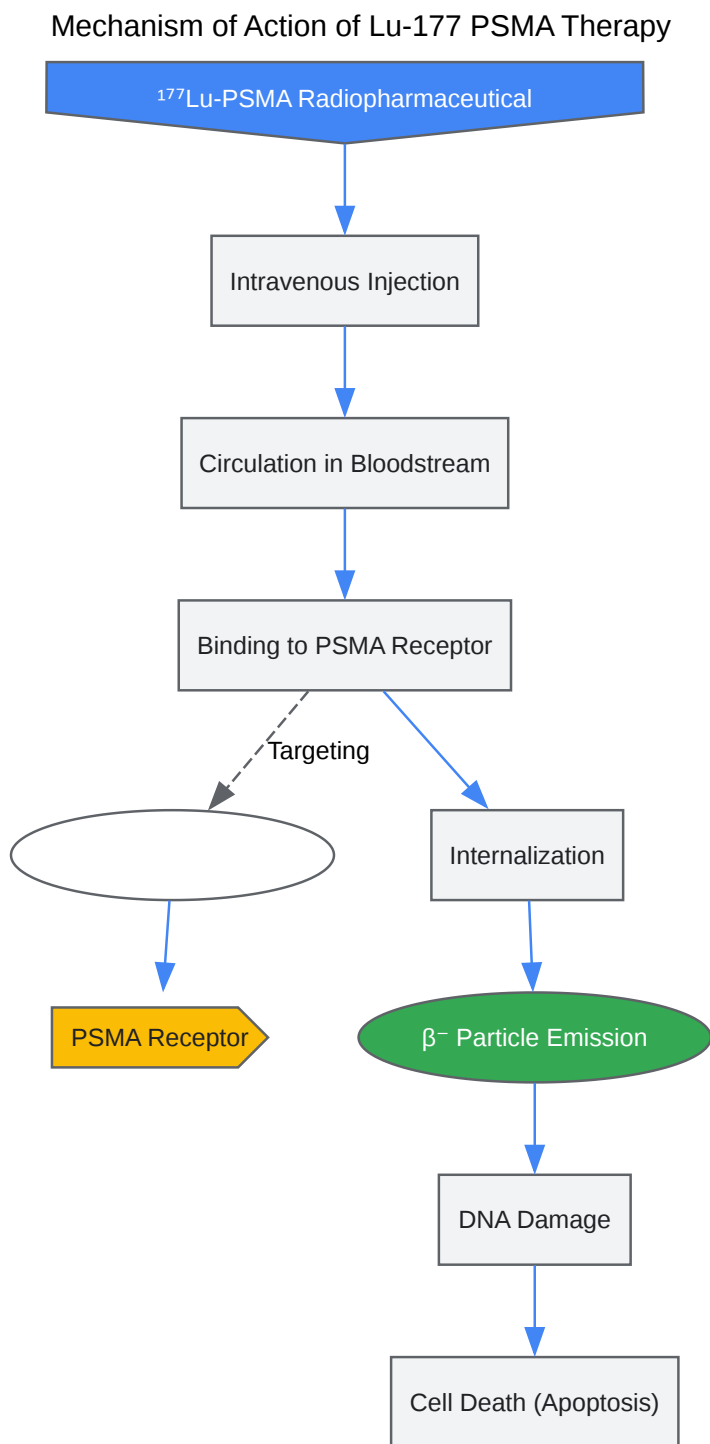 Mechanism of Action of Lu-177 PSMA Therapy
¹⁷⁷Lu-PSMA Radiopharmaceutical
Intravenous Injection
Circulation in Bloodstream
Binding to PSMA Receptor
Targeting
Internalization
PSMA Receptor
β⁻ Particle Emission
DNA Damage
Cell Death (Apoptosis)